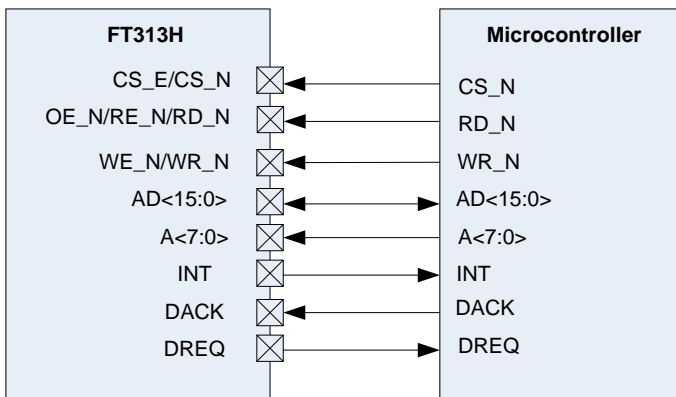 FT313H
CS_E/CS_N
OE_N/RE_N/RD_N
WE_N/WR_N
AD<15:0>
A<7:0>
INT
DACK
DREQ
Microcontroller
CS_N
RD_N
WR_N
AD<15:0>
A<7:0>
INT
DACK
DREQ